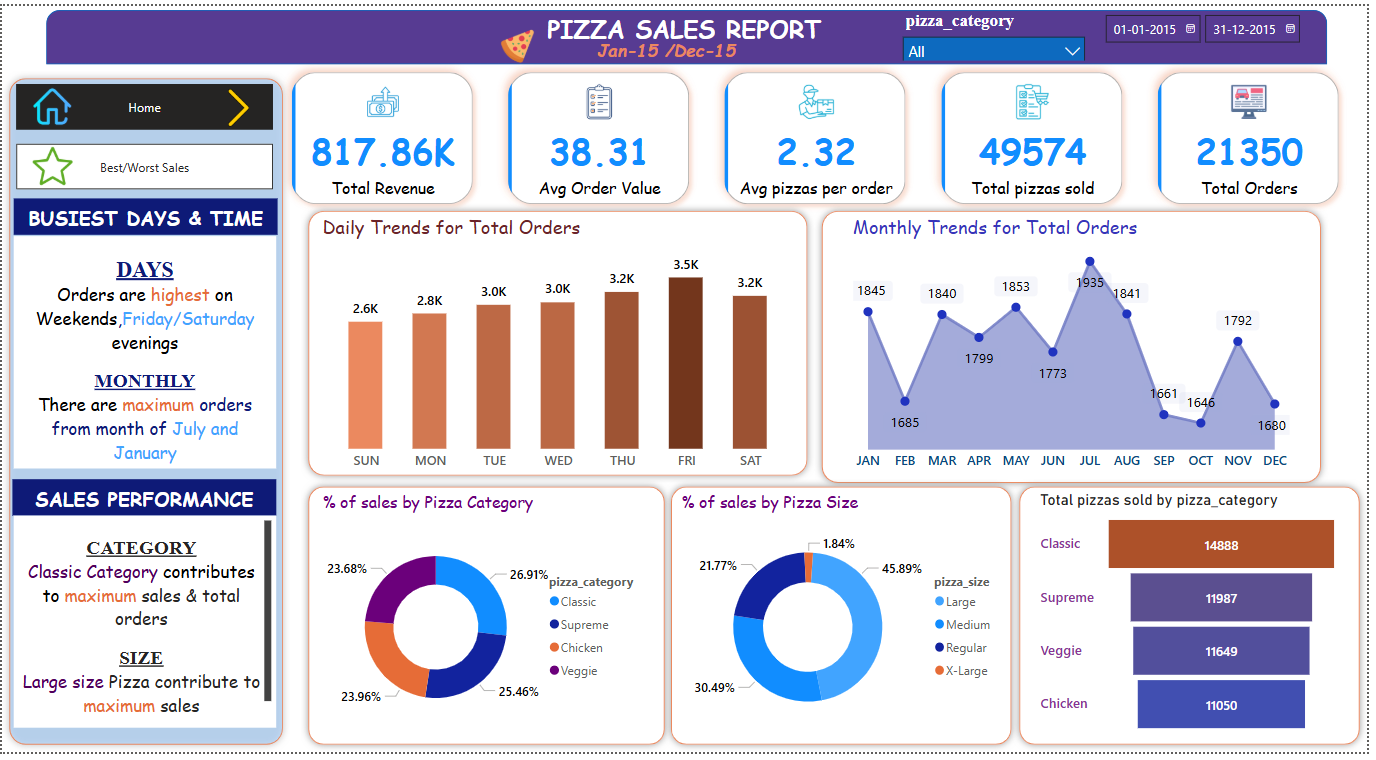 PIZZA SALES REPORT
Jan-15 /Dec-15
pizza_category
All
01-01-2015
31-12-2015
Home
Best/Worst Sales
BUSIEST DAYS & TIME
DAYS
Orders are highest on
Weekends,Friday/Saturday
evenings
MONTHLY
There are maximum orders
from month of July and
January
SALES PERFORMANCE
CATEGORY
Classic Category contributes
to maximum sales & total
orders
SIZE
Large size Pizza contribute to
maximum sales
817.86K
Total Revenue
38.31
Avg Order Value
2.32
Avg pizzas per order
49574
Total pizzas sold
21350
Total Orders
Daily Trends for Total Orders
2.6K
2.8K
3.0K
3.0K
3.2K
3.5K
3.2K
SUN
MON
TUE
WED
THU
FRI
SAT
Monthly Trends for Total Orders
1845
1685
1840
1799
1853
1773
1935
1841
1661
1646
1792
1680
JAN
FEB
MAR
APR
MAY
JUN
JUL
AUG
SEP
OCT
NOV
DEC
% of sales by Pizza Category
23.68%
26.91%
23.96%
25.46%
pizza_category
Classic
Supreme
Chicken
Veggie
% of sales by Pizza Size
1.84%
21.77%
45.89%
30.49%
pizza_size
Large
Medium
Regular
X-Large
Total pizzas sold by pizza_category
Classic
14888
Supreme
11987
Veggie
11649
Chicken
11050